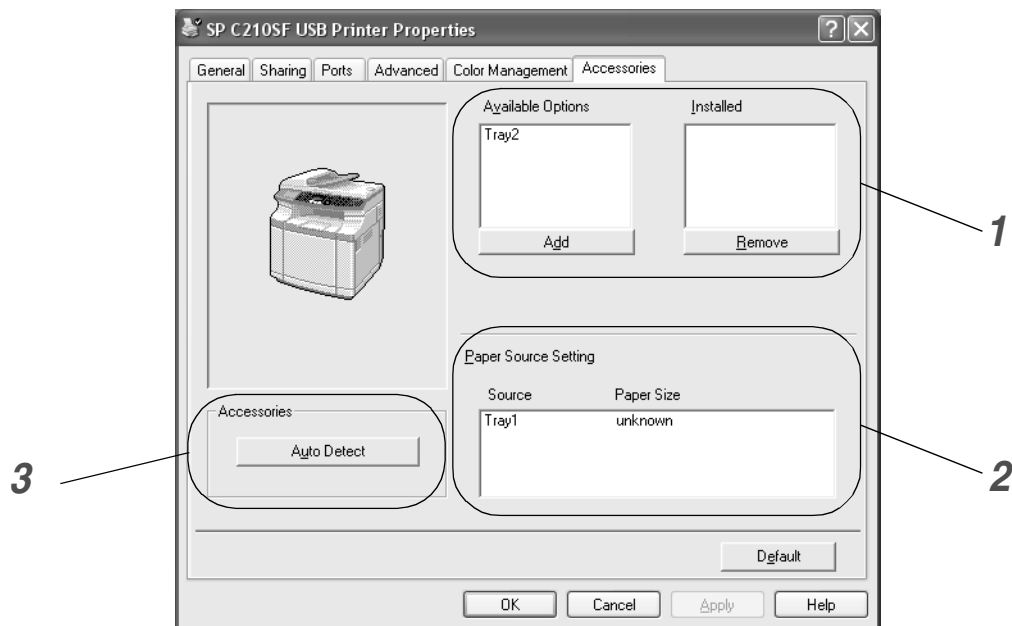 SP C210SF USB Printer Properties
General Sharing Ports Advanced Color Management Accessories
Available Options Installed
Tray2
Add Remove
1
Paper Source Setting
Source Paper Size
Tray1 unknown
2
Accessories
Auto Detect
3
Default
OK Cancel Apply Help